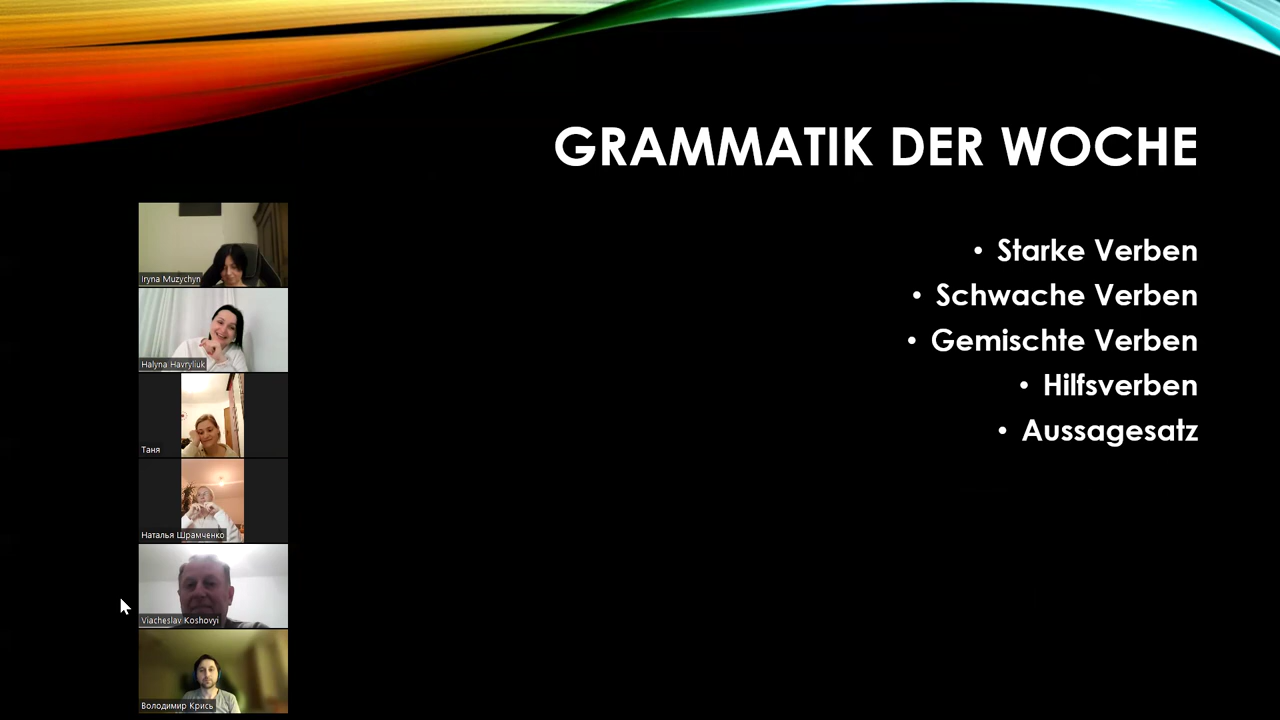 GRAMMATIK DER WOCHE
• Starke Verben
• Schwache Verben
• Gemischte Verben
• Hilfsverben
• Aussagesatz
Iryna Muzychyn
Halyna Havryliuk
Таня
Наталья Шрамченко
Viacheslav Koshovyi
Володимир Крись